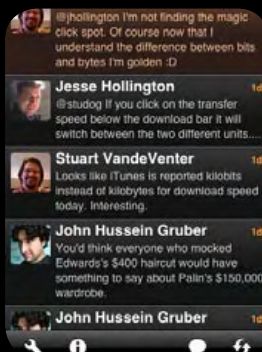 @jhollington I'm not finding the magic
click spot. Of course now that I
understand the difference between bits
and bytes I'm golden :D
Jesse Hollington 1d
@studog If you click on the transfer
speed below the download bar it will
switch between the two different units....
Stuart VandeVenter 1d
Looks like iTunes is reported kilobits
instead of kilobytes for download speed
today. Interesting.
John Hussein Gruber 1d
You'd think everyone who mocked
Edwards's $400 haircut would have
something to say about Palin's $150,000
wardrobe.
John Hussein Gruber 1d